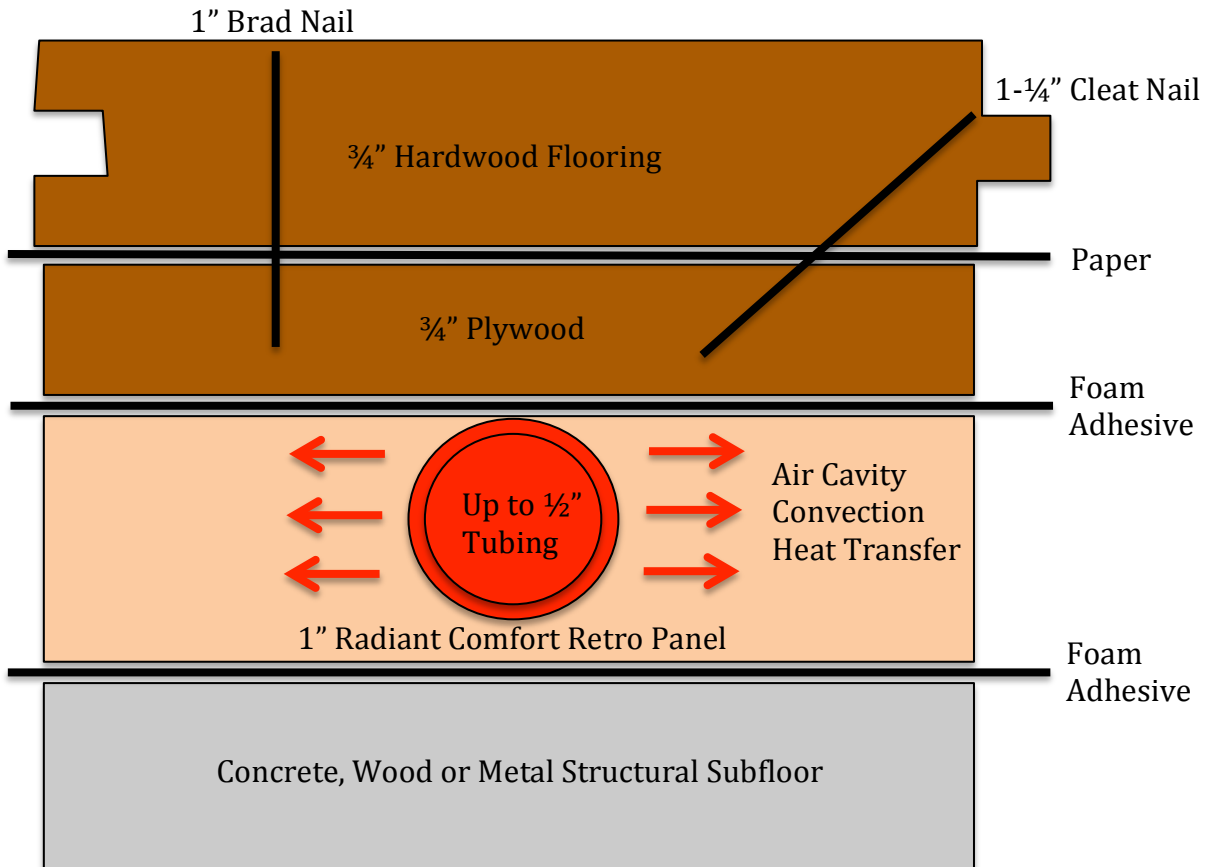 1” Brad Nail
1-¼” Cleat Nail
¾” Hardwood Flooring
Paper
¾” Plywood
Foam
Adhesive
Up to ½”
Tubing
Air Cavity
Convection
Heat Transfer
1” Radiant Comfort Retro Panel
Foam
Adhesive
Concrete, Wood or Metal Structural Subfloor